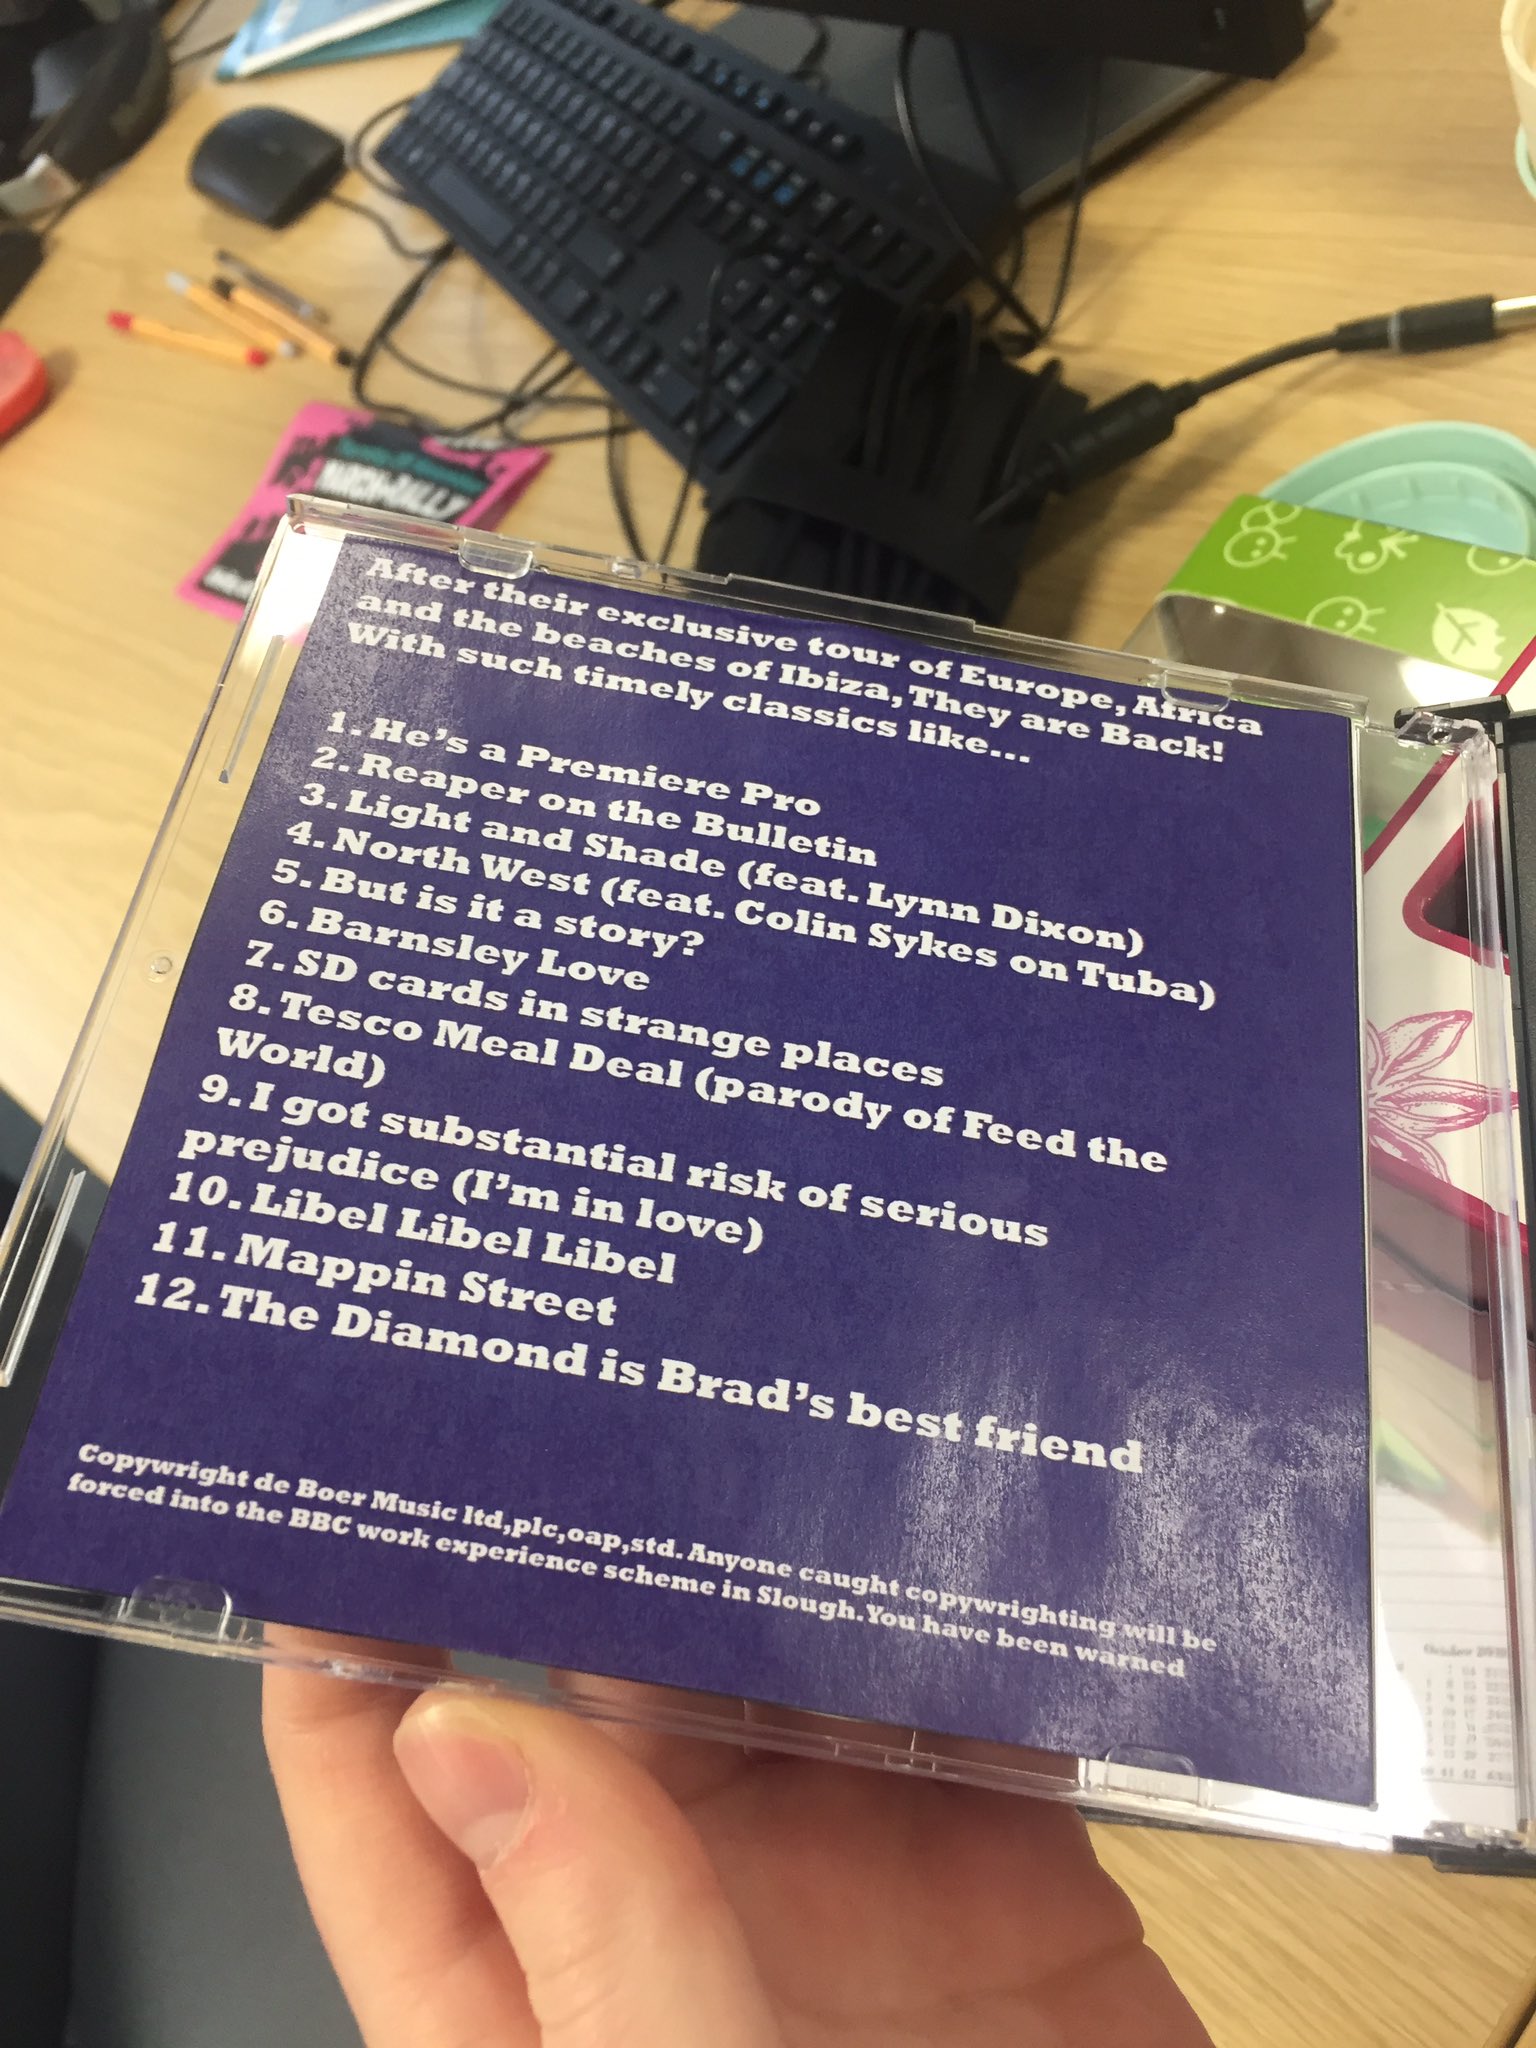 After their exclusive tour of Europe, Africa
and the beaches of Ibiza, They are Back!
With such timely classics like...
1. He's a Premiere Pro
2. Reaper on the Bulletin
3. Light and Shade (feat. Lynn Dixon)
4. North West (feat. Colin Sykes on Tuba)
5. But is it a story?
6. Barnsley Love
7. SD cards in strange places
8. Tesco Meal Deal (parody of Feed the
World)
9. I got substantial risk of serious
prejudice (I'm in love)
10. Libel Libel Libel
11. Mappin Street
12. The Diamond is Brad's best friend
Copywright de Boer Music ltd,plc,oap,std. Anyone caught copywrighting will be
forced into the BBC work experience scheme in Slough. You have been warned